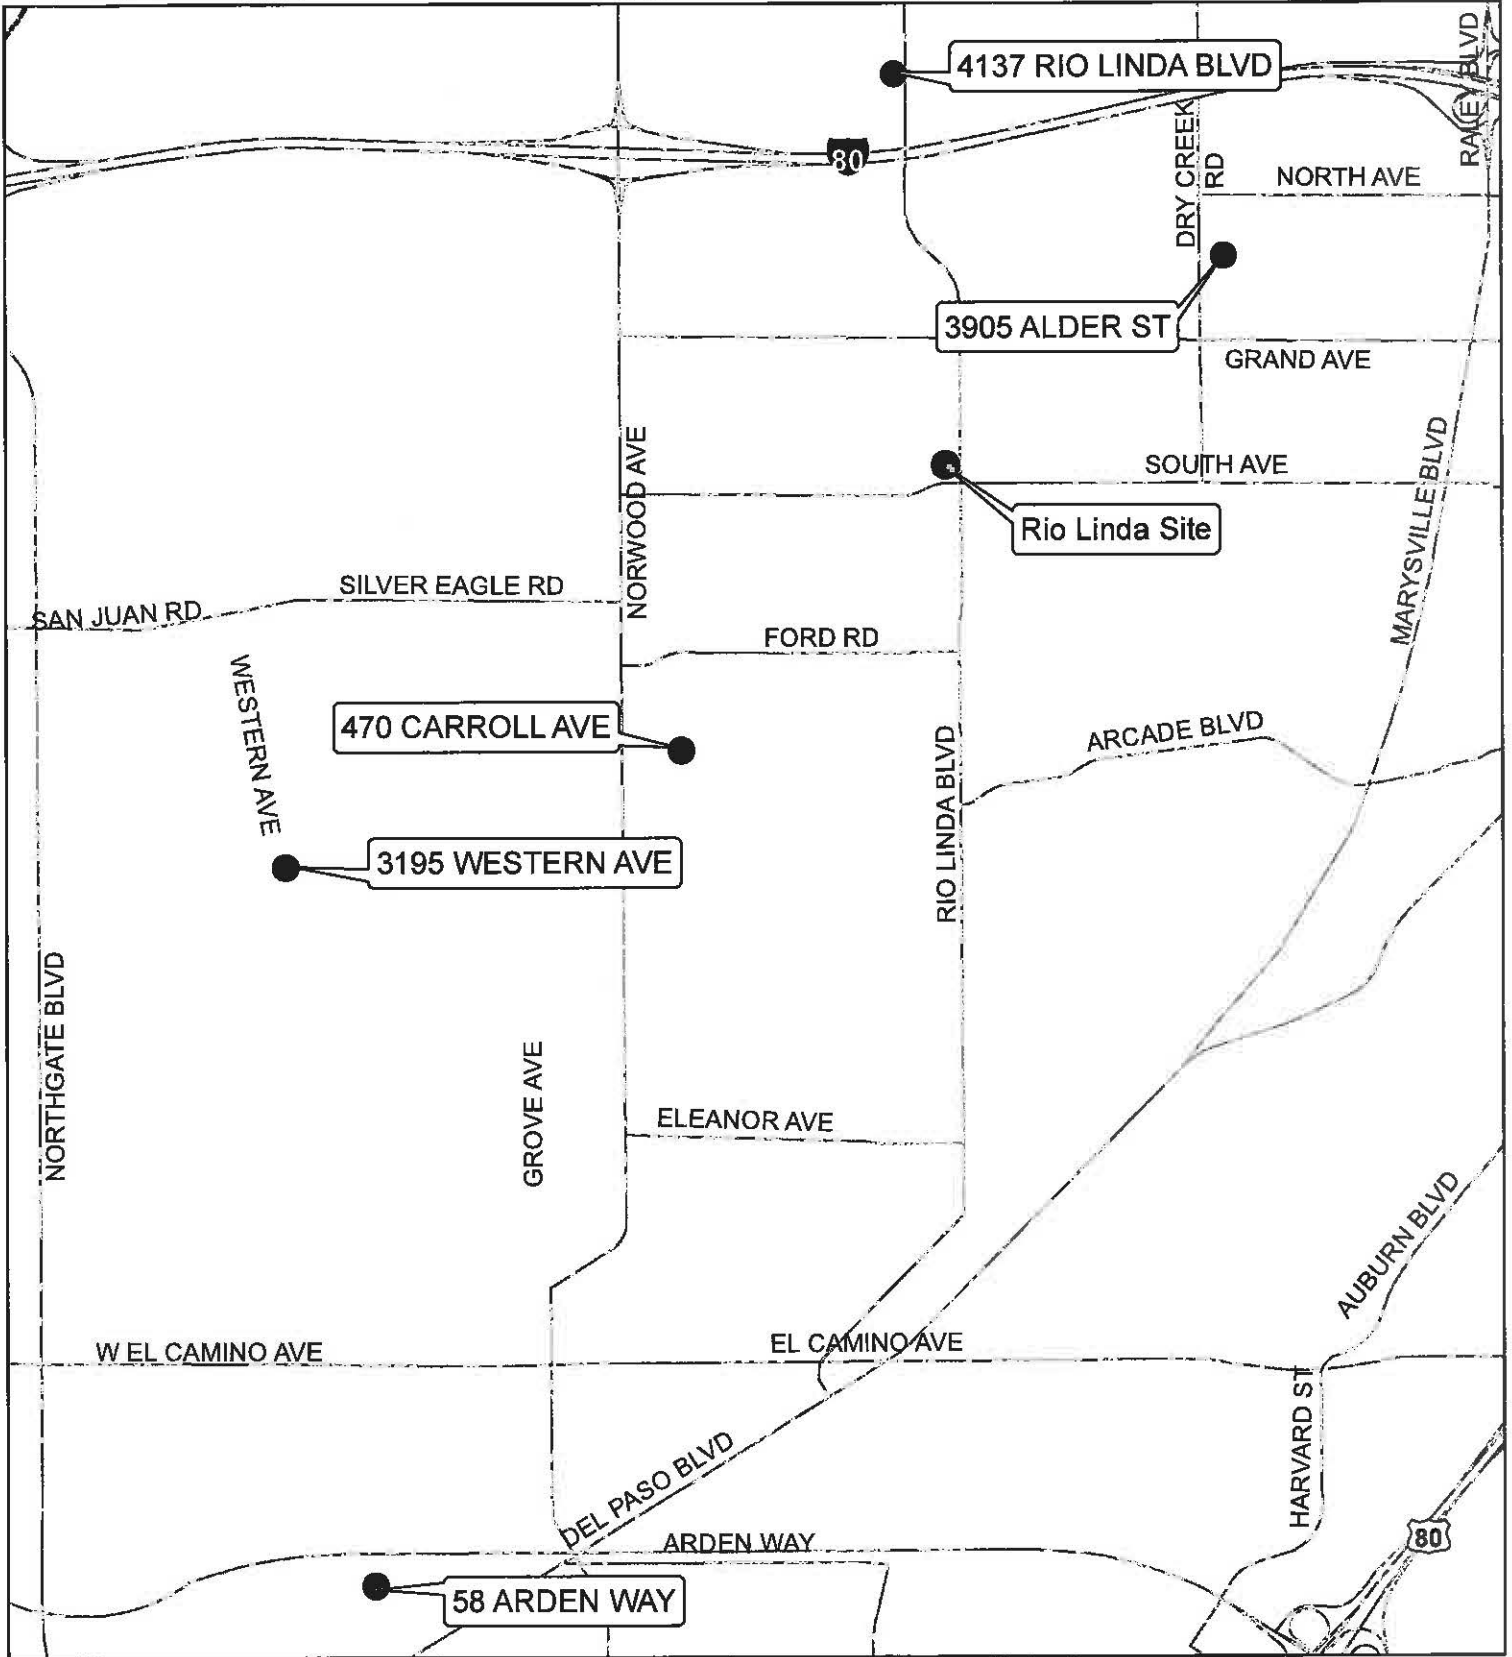 4137 RIO LINDA BLVD
RALEY BLVD
80
DRY CREEK
RD
NORTH AVE
3905 ALDER ST
GRAND AVE
NORWOOD AVE
SOUTH AVE
MARYSVILLE BLVD
Rio Linda Site
SILVER EAGLE RD
SAN JUAN RD
FORD RD
WESTERN AVE
470 CARROLL AVE
ARCADE BLVD
RIO LINDA BLVD
3195 WESTERN AVE
NORTHGATE BLVD
GROVE AVE
ELEANOR AVE
AUBURN BLVD
W EL CAMINO AVE
EL CAMINO AVE
HARVARD ST
DEL PASO BLVD
ARDEN WAY
80
58 ARDEN WAY